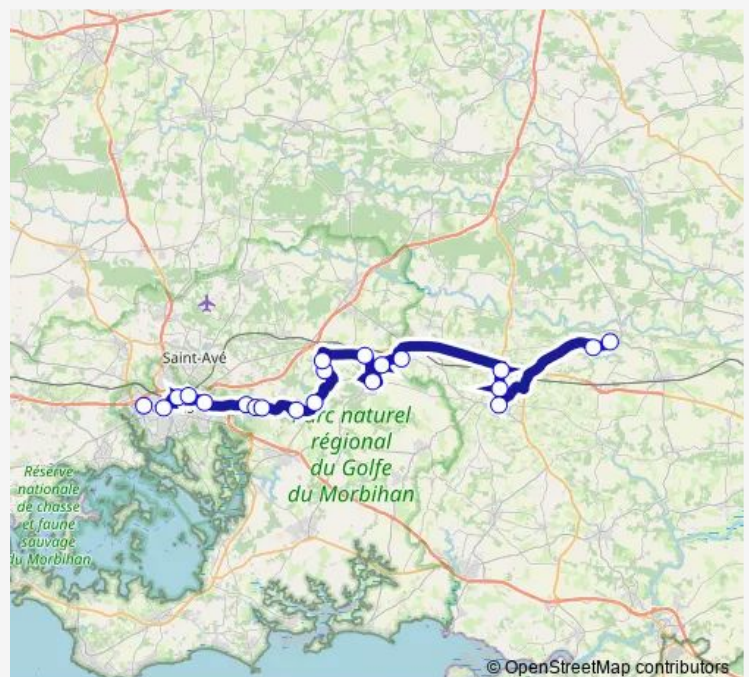 Saint-Avé
Parc naturel
régional
du Golfe
du Morbihan
Réserve
nationale
de chasse
et faune
sauvage
du Morbihan
© OpenStreetMap contributors